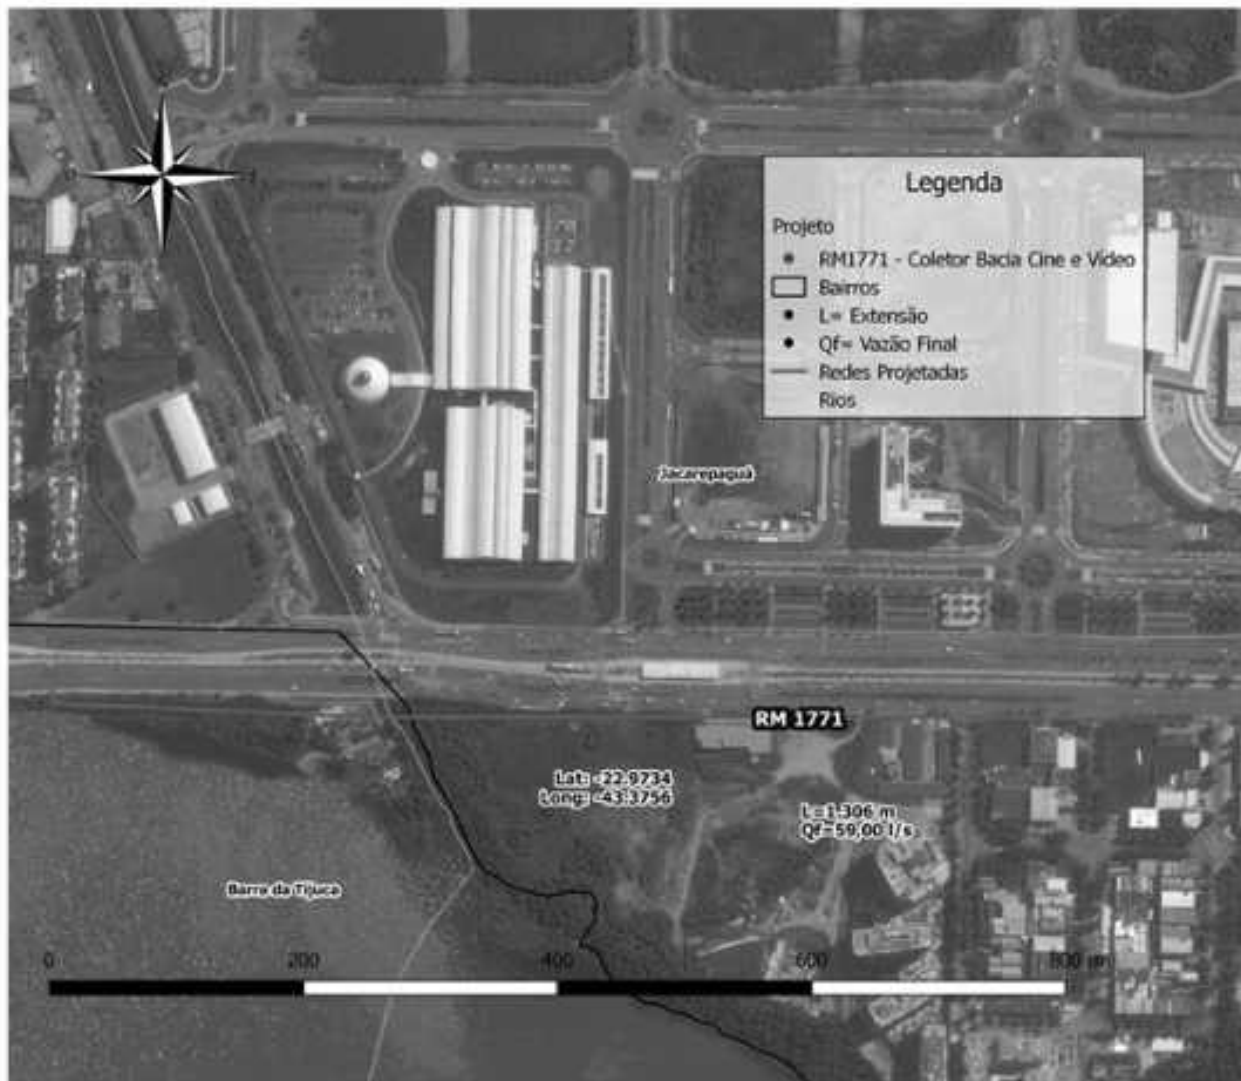 Legenda
Projeto
RM1771 - Coletor Bacia Cine e Vídeo
Bairros
L= Extensão
Qf= Vazão Final
Redes Projetadas
Rios
Jacarepaguá
RM 1771
Lat: -22.9734
Long: -43.3756
L=1.306 m
Qf=59,00 l/s
Barra da Tijuca
0 200 400 600 800 m